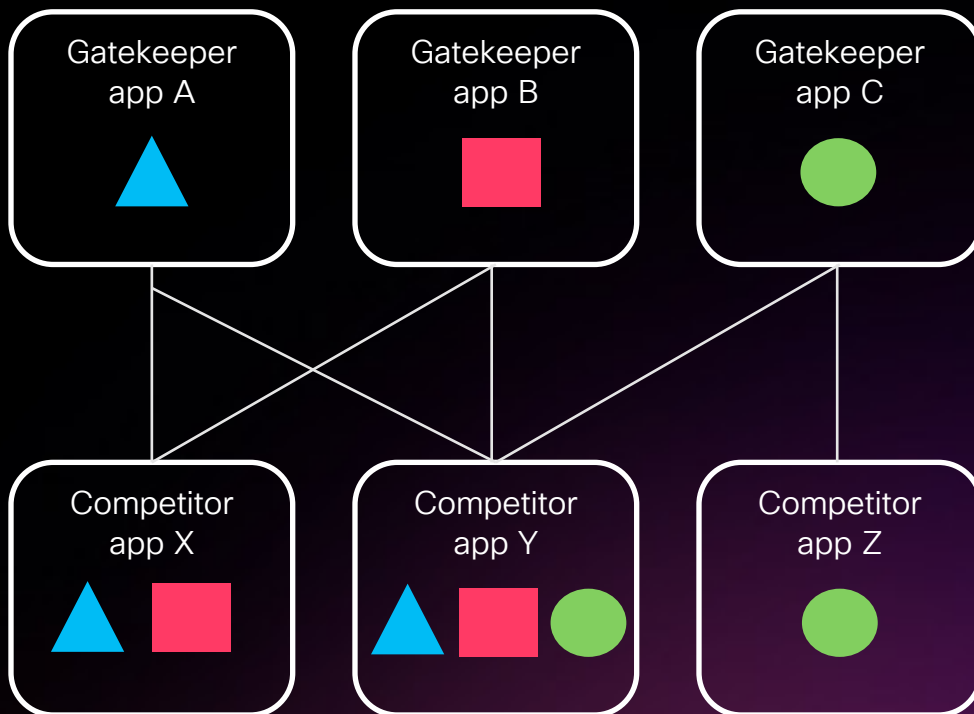 Gatekeeper
app A
Gatekeeper
app B
Gatekeeper
app C
Competitor
app X
Competitor
app Y
Competitor
app Z